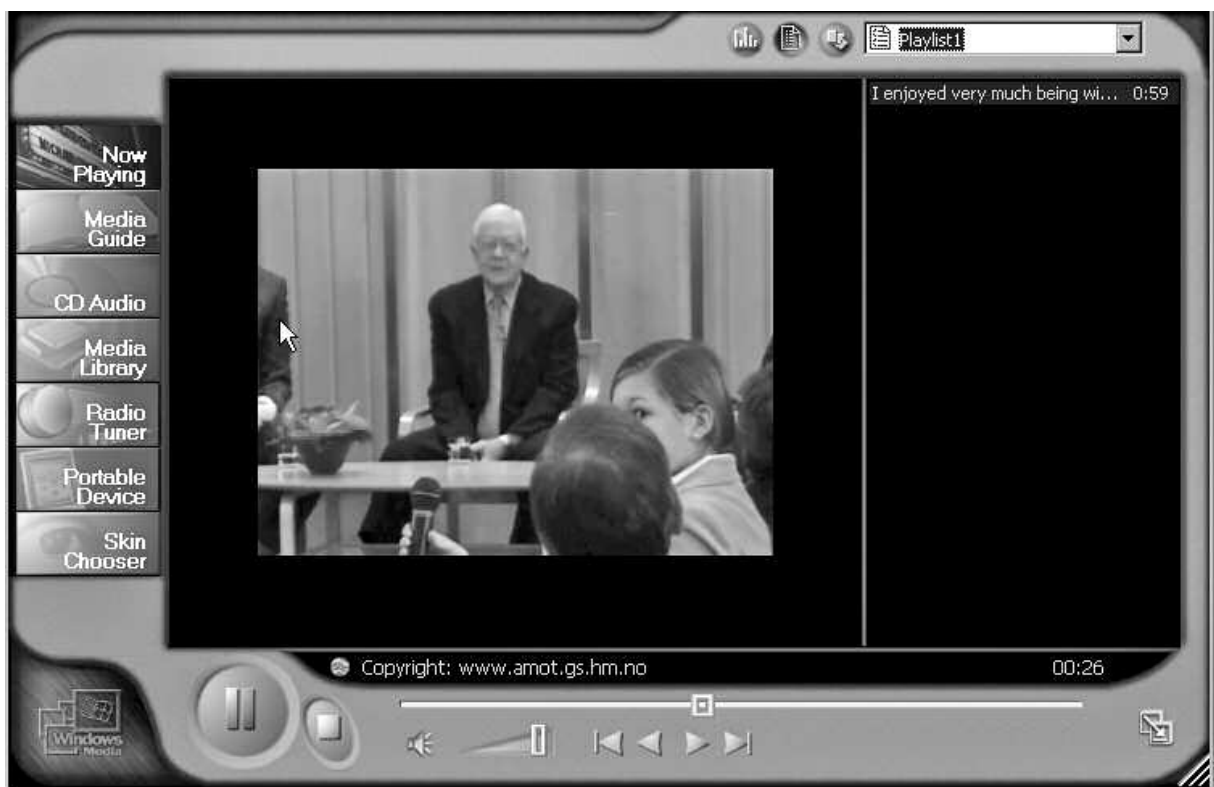 Playlist1
I enjoyed very much being wi... 0:59
Now
Playing
Media
Guide
CD Audio
Media
Library
Radio
Tuner
Portable
Device
Skin
Chooser
Copyright: www.amot.gs.hm.no 00:26
Windows
Media